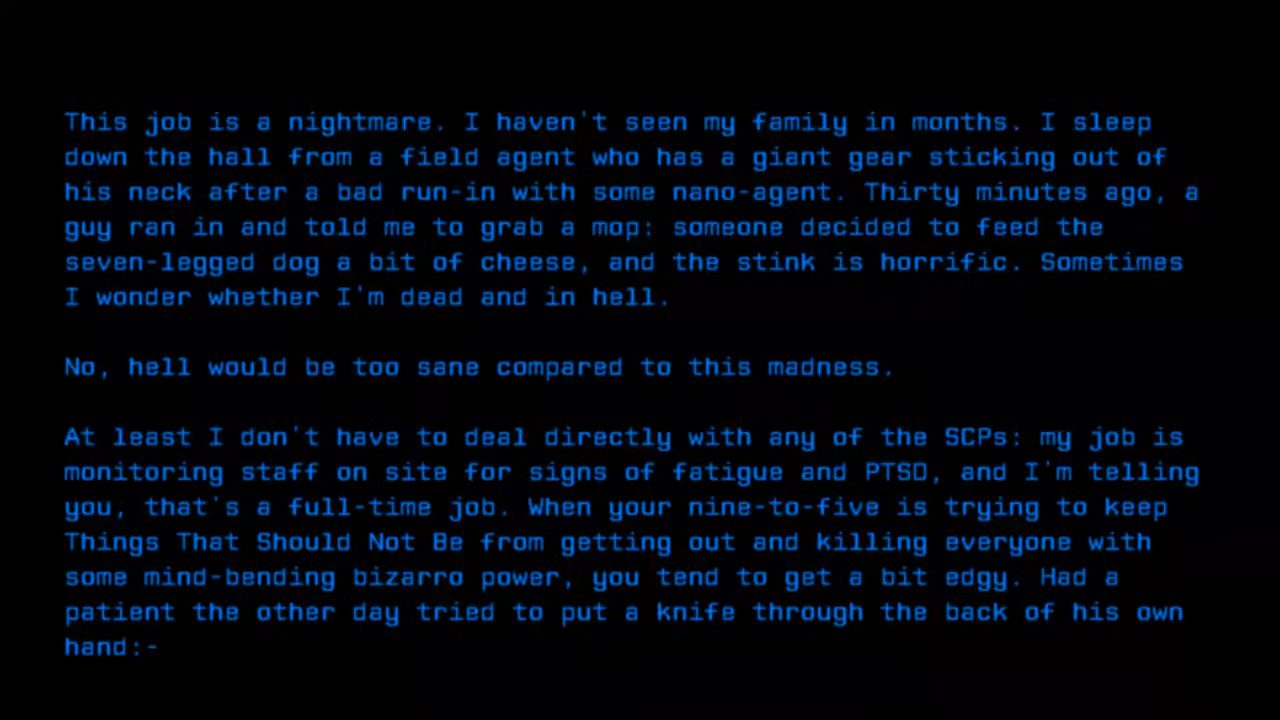 This job is a nightmare. I haven't seen my family in months. I sleep
down the hall from a field agent who has a giant gear sticking out of
his neck after a bad run-in with some nano-agent. Thirty minutes ago, a
guy ran in and told me to grab a mop: someone decided to feed the
seven-legged dog a bit of cheese, and the stink is horrific. Sometimes
I wonder whether I'm dead and in hell.
No, hell would be too sane compared to this madness.
At least I don't have to deal directly with any of the SCPs: my job is
monitoring staff on site for signs of fatigue and PTSD, and I'm telling
you, that's a full-time job. When your nine-to-five is trying to keep
Things That Should Not Be from getting out and killing everyone with
some mind-bending bizarro power, you tend to get a bit edgy. Had a
patient the other day tried to put a knife through the back of his own
hand:-